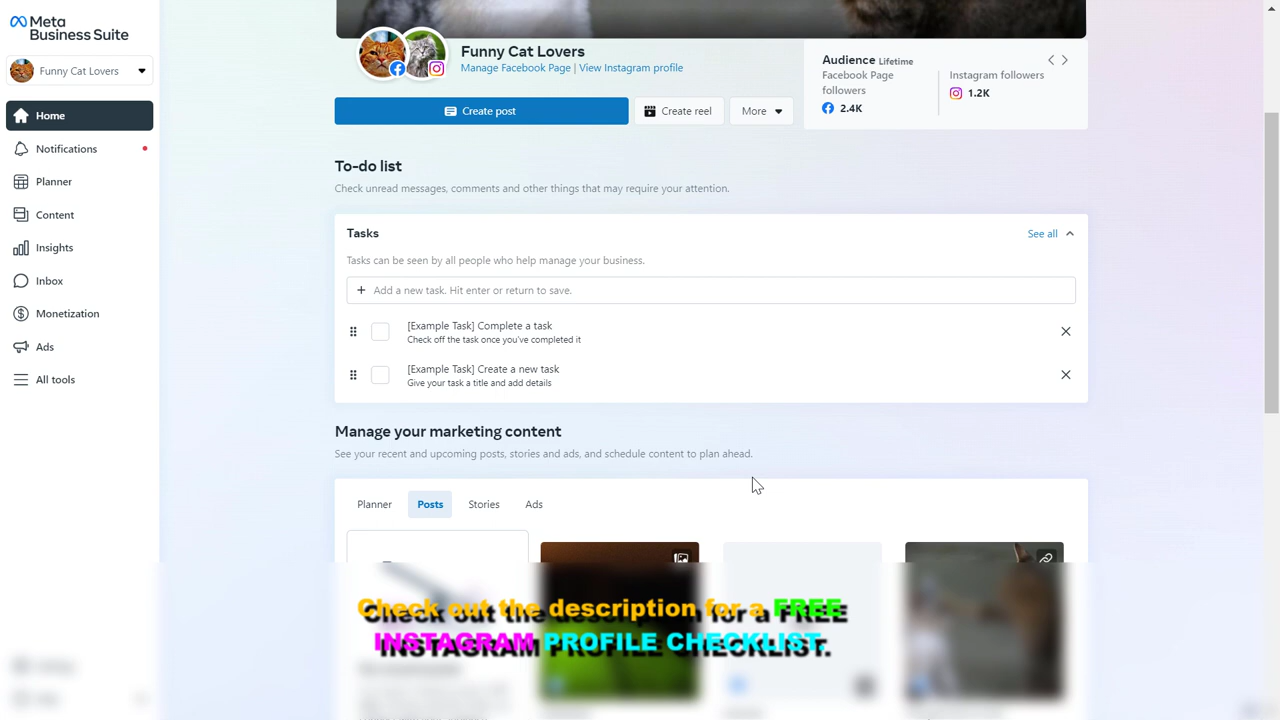 Meta
Business Suite
Funny Cat Lovers
Home
Notifications
Planner
Content
Insights
Inbox
Monetization
Ads
All tools
Funny Cat Lovers
Manage Facebook Page | View Instagram profile
Create post
Create reel
More
Audience Lifetime
Facebook Page
followers
2.4K
Instagram followers
1.2K
To-do list
Check unread messages, comments and other things that may require your attention.
Tasks
See all
Tasks can be seen by all people who help manage your business.
+ Add a new task. Hit enter or return to save.
[Example Task] Complete a task
Check off the task once you've completed it
[Example Task] Create a new task
Give your task a title and add details
Manage your marketing content
See your recent and upcoming posts, stories and ads, and schedule content to plan ahead.
Planner
Posts
Stories
Ads
Check out the description for a FREE
INSTAGRAM PROFILE CHECKLIST.